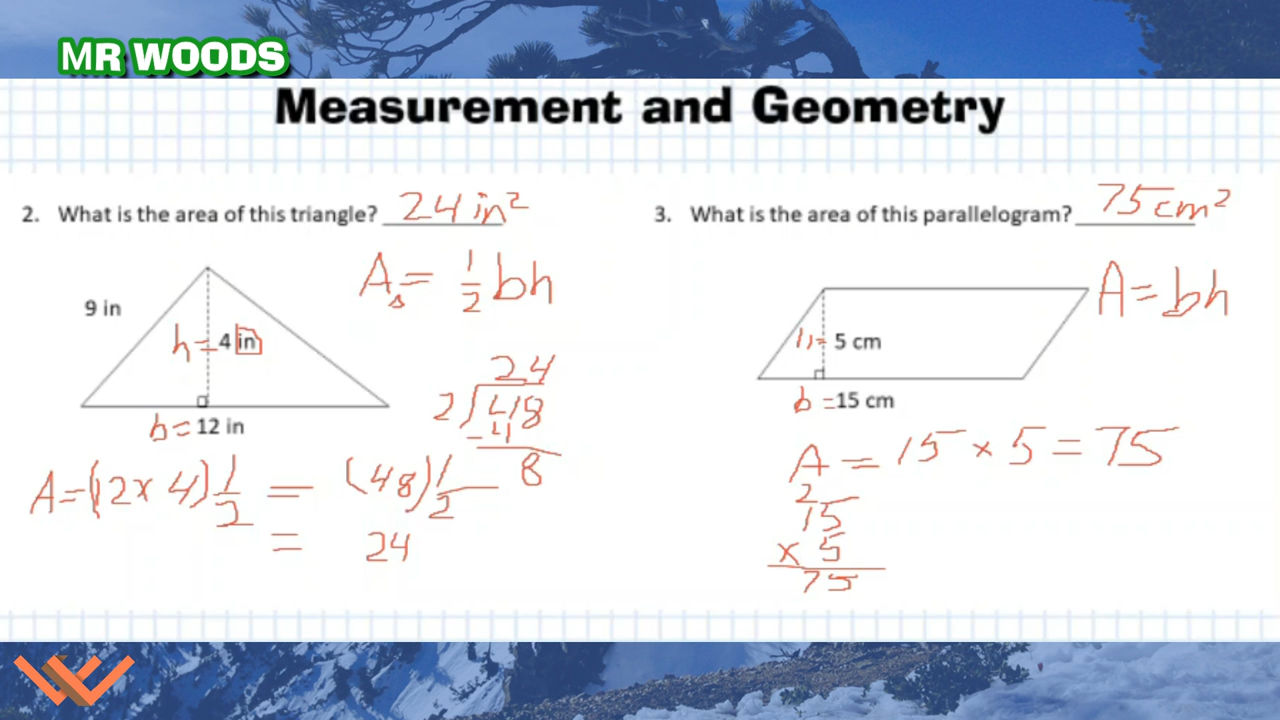 MR WOODS
Measurement and Geometry
2. What is the area of this triangle? 24 in²
9 in
h = 4 in
b = 12 in
A△ = 1/2 bh
24
2 48
- 4
8
A = (12 x 4) 1/2 = (48) 1/2
= 24
3. What is the area of this parallelogram? 75 cm²
A = bh
h = 5 cm
b = 15 cm
A = 15 x 5 = 75
2
15
x 5
75